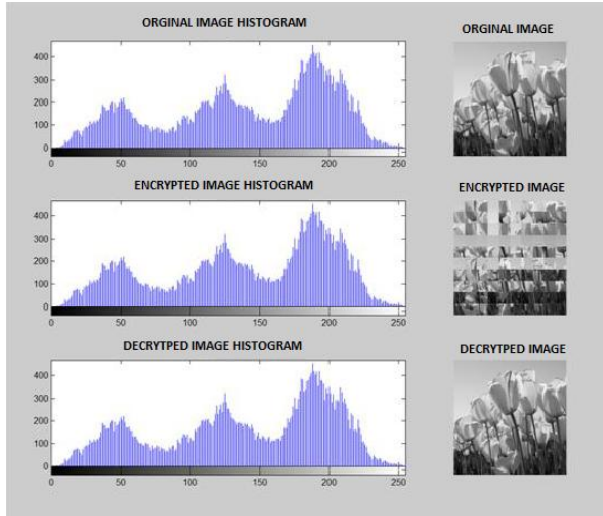 ORGINAL IMAGE HISTOGRAM
ORGINAL IMAGE
400
300
200
100
0
0 50 100 150 200 250
ENCRYPTED IMAGE HISTOGRAM
ENCRYPTED IMAGE
400
300
200
100
0
0 50 100 150 200 250
DECRYTPED IMAGE HISTOGRAM
DECRYTPED IMAGE
400
300
200
100
0
0 50 100 150 200 250